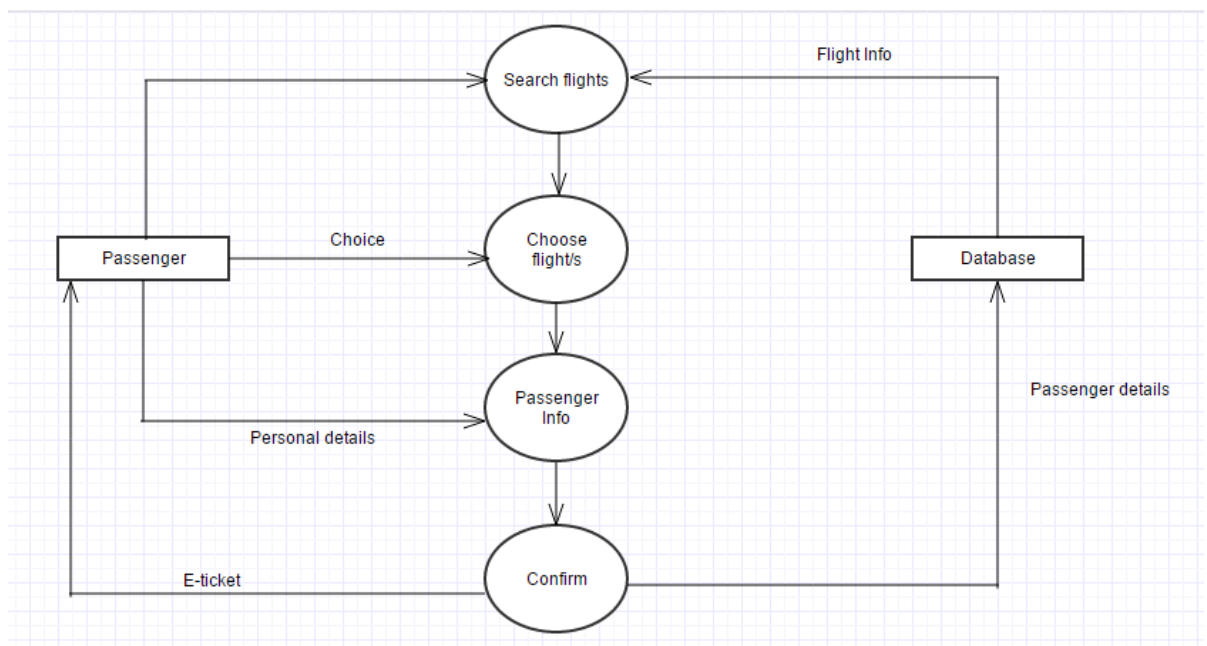 Flight Info
Search flights
Choice
Choose
flight/s
Passenger
Database
Passenger
Info
Passenger details
Personal details
E-ticket
Confirm